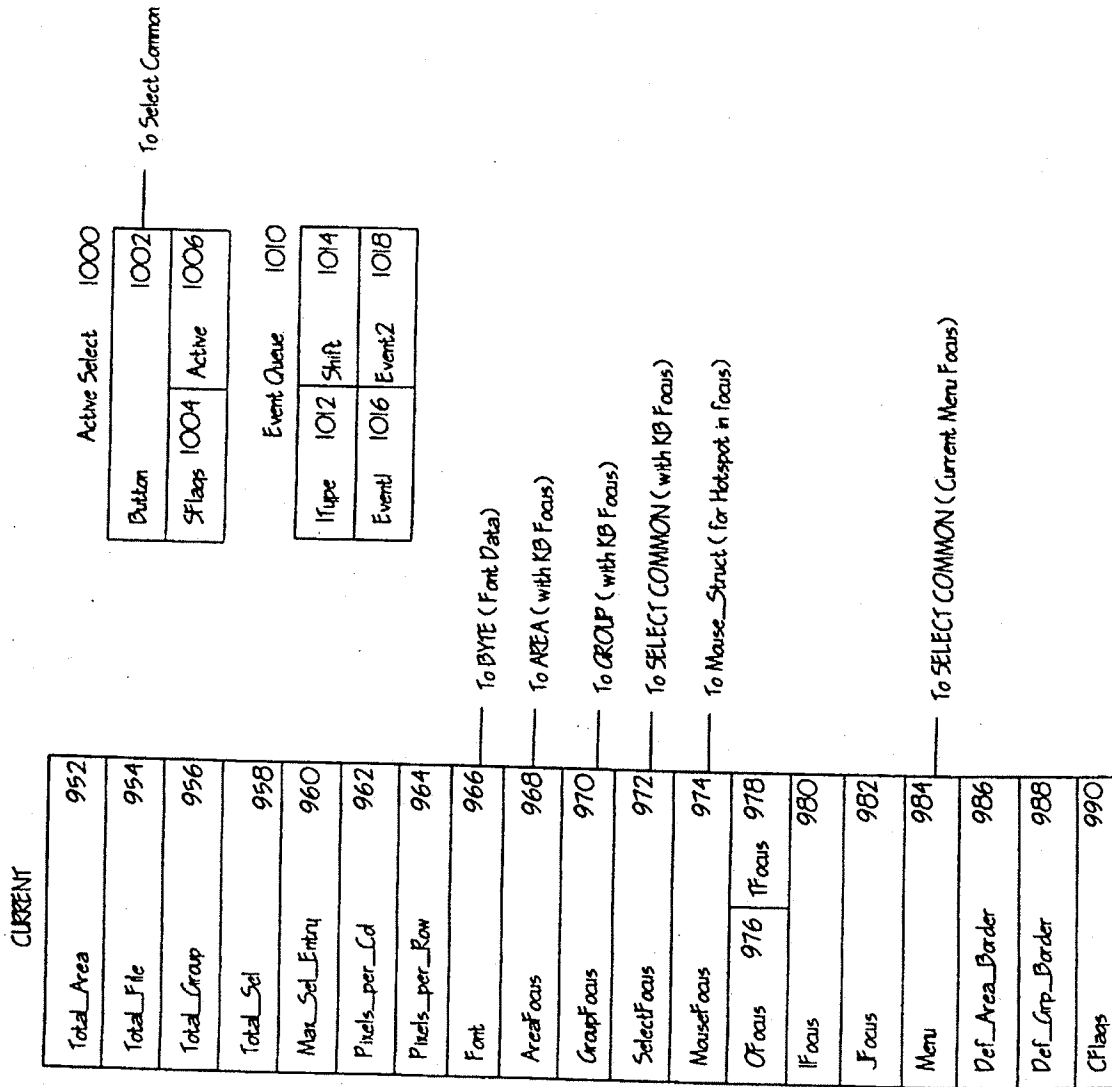 CURRENT
Total_Area 952
Total_File 954
Total_Group 956
Total_Sel 958
Max_Sel_Entry 960
Pixels_per_Col 962
Pixels_per_Row 964
Font 966 To BYTE (Font Data)
AreaFocus 968 To AREA (with KB Focus)
GroupFocus 970 To GROUP (with KB Focus)
SelectFocus 972 To SELECT COMMON (with KB Focus)
MouseFocus 974 To Mouse_Struct (for Hotspot in focus)
OFocus 976 TFocus 978
IFocus 980
JFocus 982
Menu 984 To SELECT COMMON (Current Menu Focus)
Def_Area_Border 986
Def_Grp_Border 988
CFlags 990
Active Select 1000
Button 1002 To Select Common
SFlags 1004 Active 1006
Event Queue 1010
IType 1012 Shift 1014
Event1 1016 Event2 1018